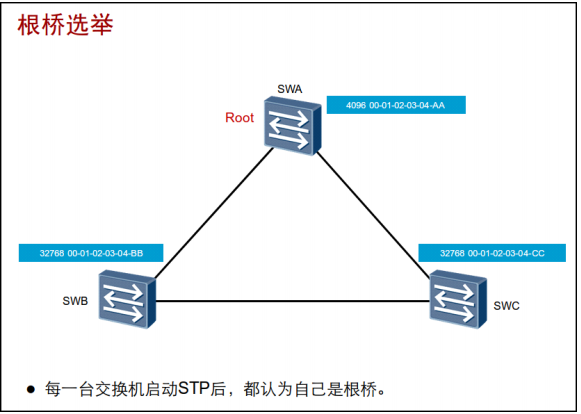 根桥选举
SWA
4096 00-01-02-03-04-AA
Root
32768 00-01-02-03-04-BB
32768 00-01-02-03-04-CC
SWB
SWC
● 每一台交换机启动STP后，都认为自己是根桥。